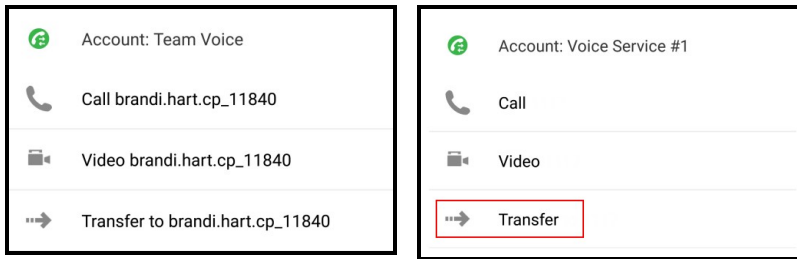 Account: Team Voice
Call brandi.hart.cp_11840
Video brandi.hart.cp_11840
Transfer to brandi.hart.cp_11840
Account: Voice Service #1
Call
Video
Transfer